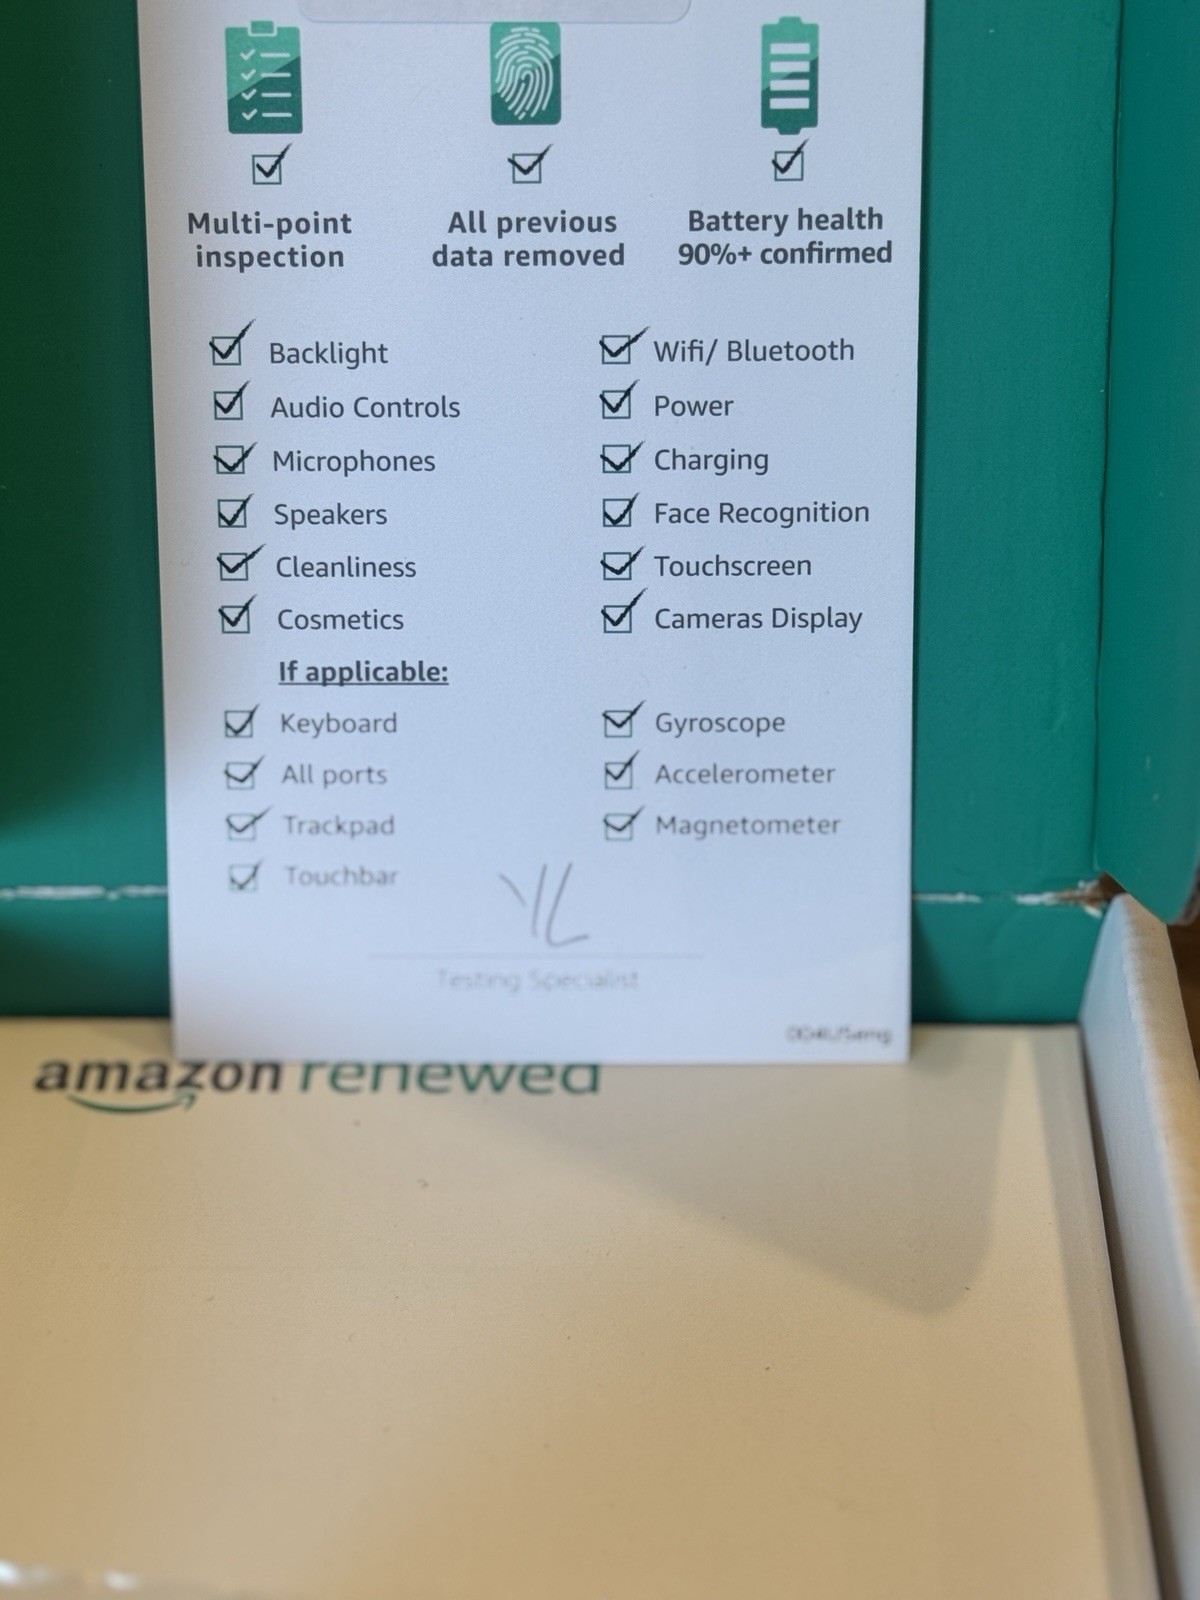 Multi-point
inspection
All previous
data removed
Battery health
90%+ confirmed
Backlight
Audio Controls
Microphones
Speakers
Cleanliness
Cosmetics
Wifi/ Bluetooth
Power
Charging
Face Recognition
Touchscreen
Cameras Display
If applicable:
Keyboard
All ports
Trackpad
Touchbar
Gyroscope
Accelerometer
Magnetometer
YL
Testing Specialist
amazon renewed